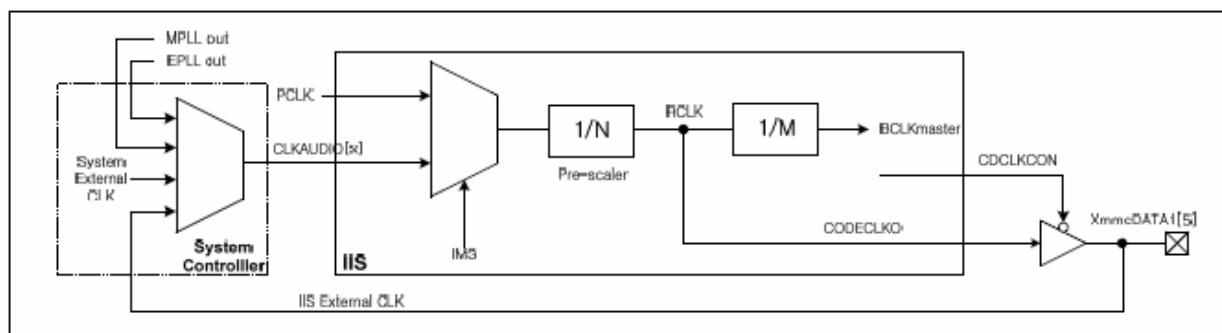 MPLL out
EPLL out
PCLK
RCLK
1/N
1/M
BCLKmaster
CLKAUDIO[x]
System
External
CLK
Pre-scaler
CDCLKCON
XmmcDATA1[5]
CODECLKO
System
Controlller
IIS
IMS
IIS External CLK